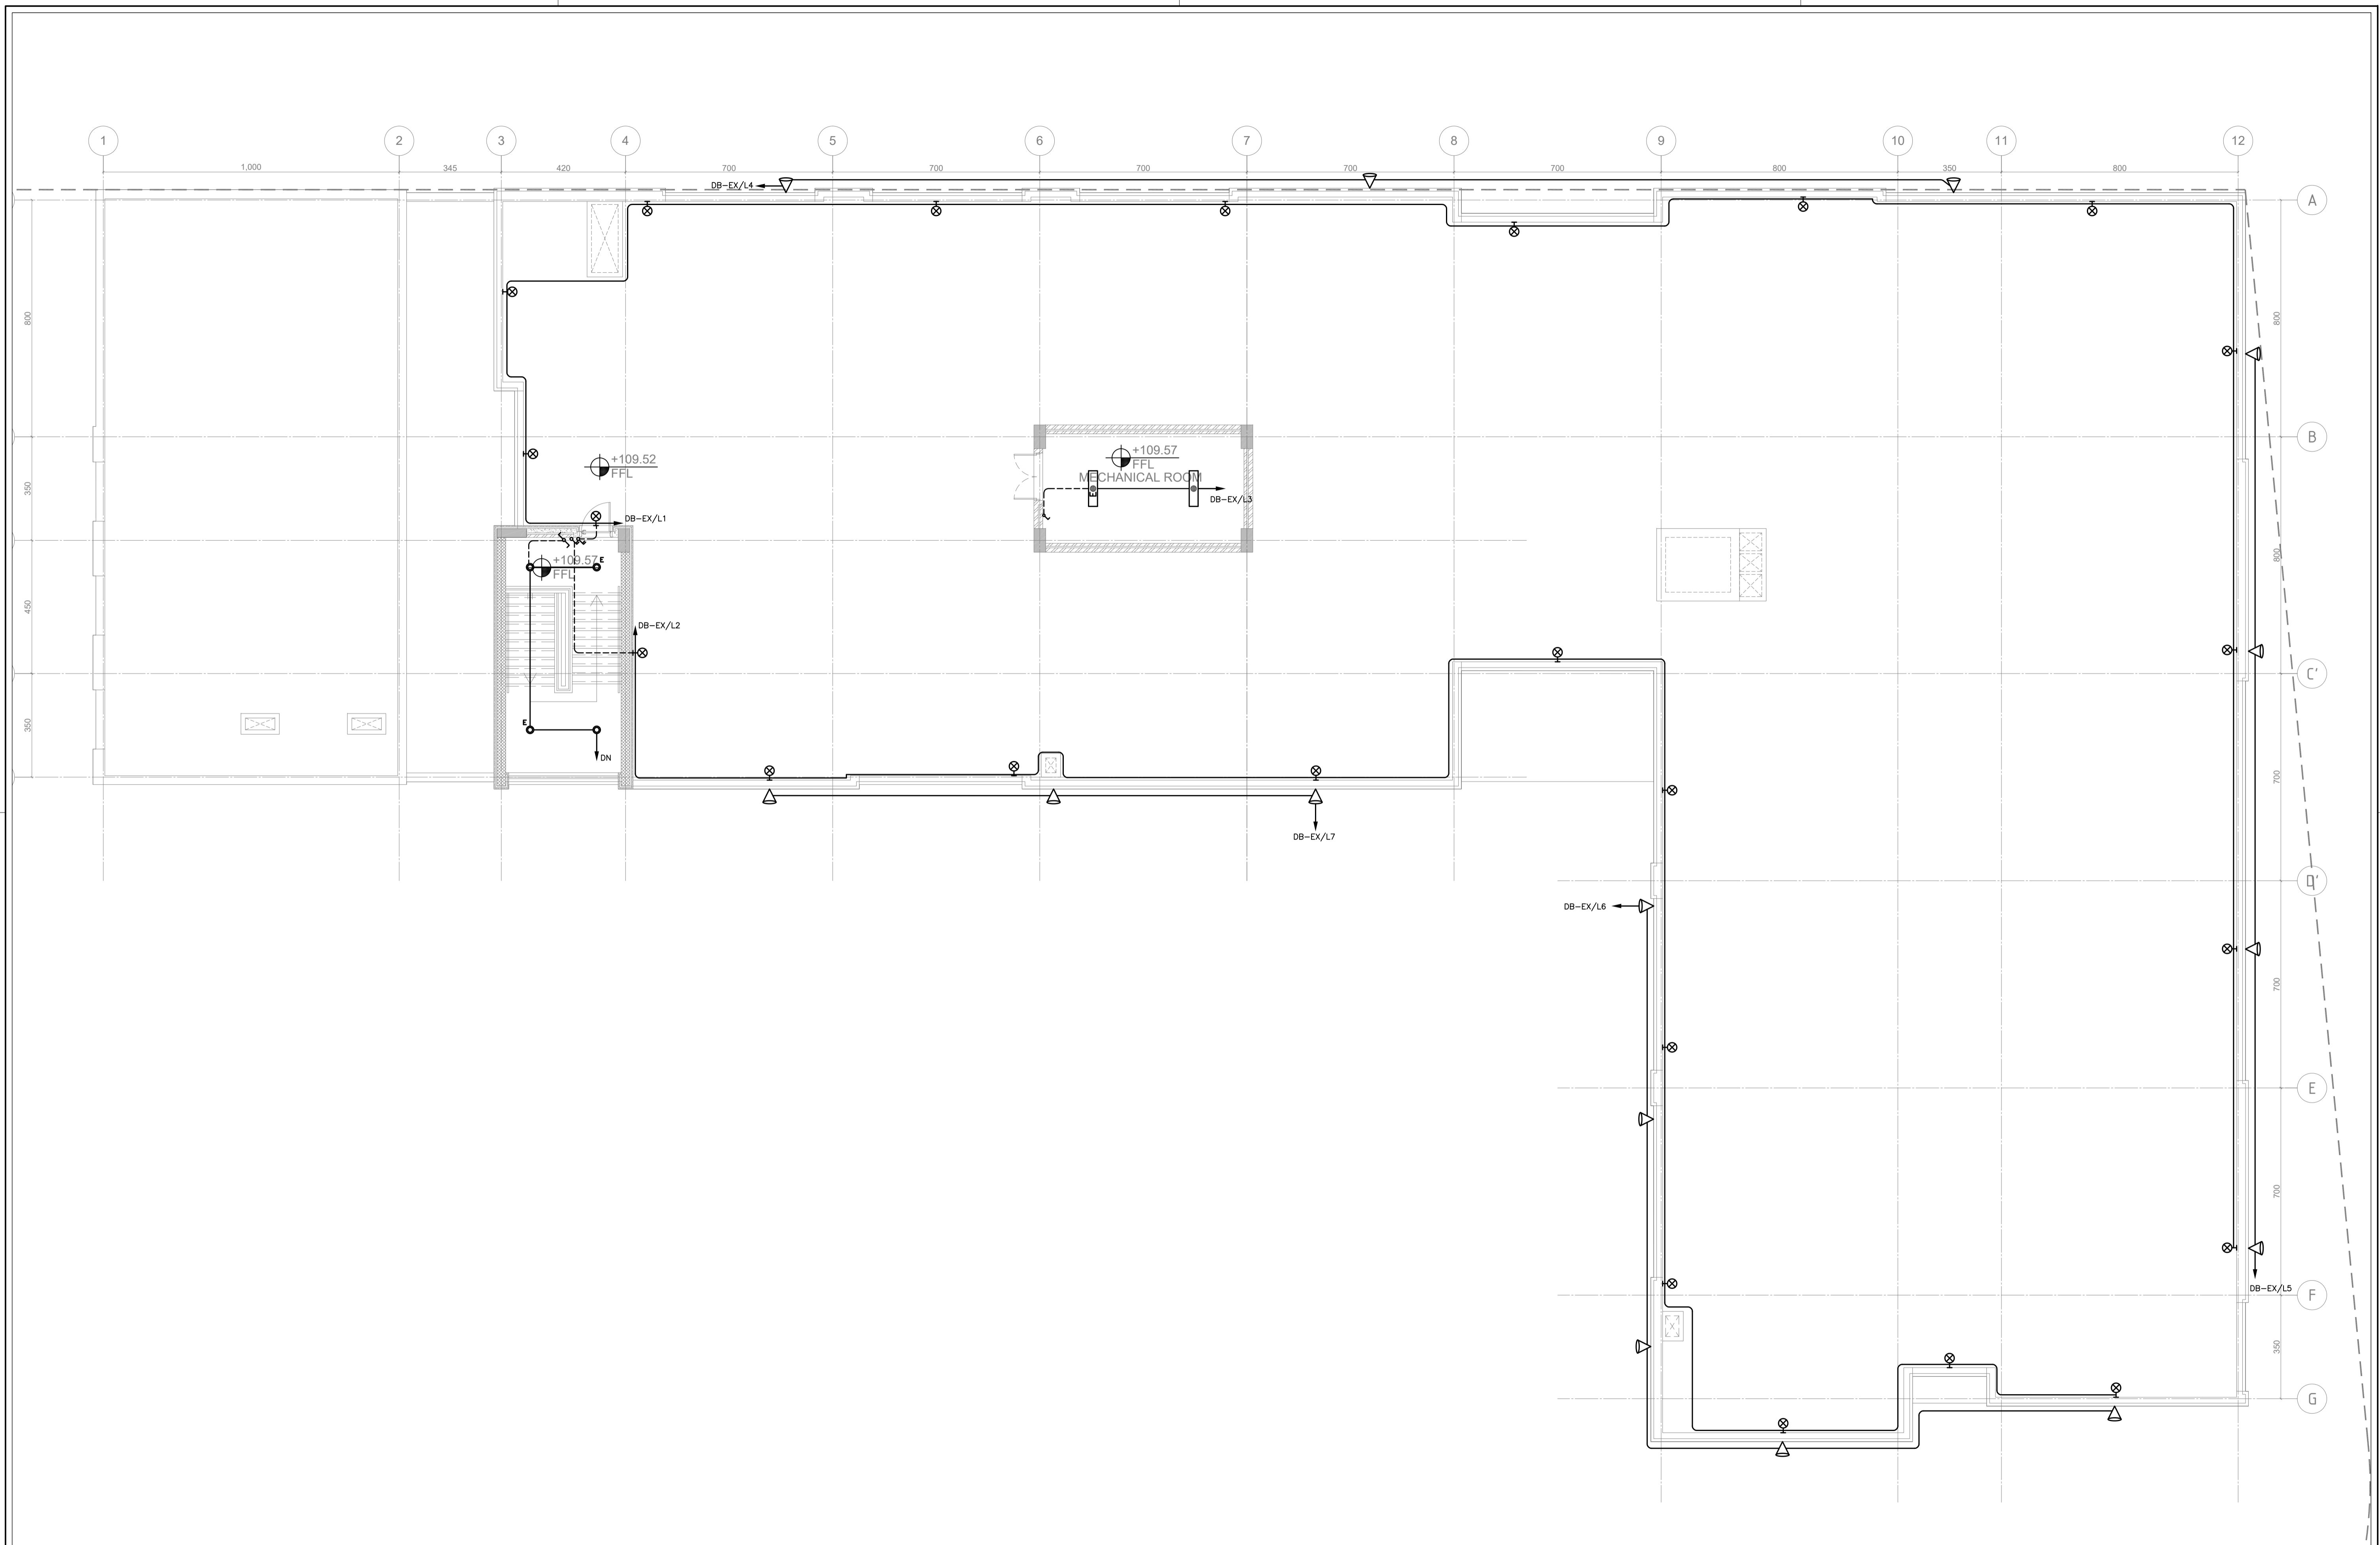 1 2 3 4 5 6 7 8 9 10 11 12
1,000 345 420 700 700 700 700 700 800 350 800
DB-EX/L4
A
800 800
B
+109.52
FFL
+109.57
FFL
MECHANICAL ROOM
E
350
DB-EX/L3
DB-EX/L1
+109.57
FFL
E
800
450
DB-EX/L2
C'
E
350
DN
700
DB-EX/L7
D'
DB-EX/L6
700
E
700
DB-EX/L5
F
350
G